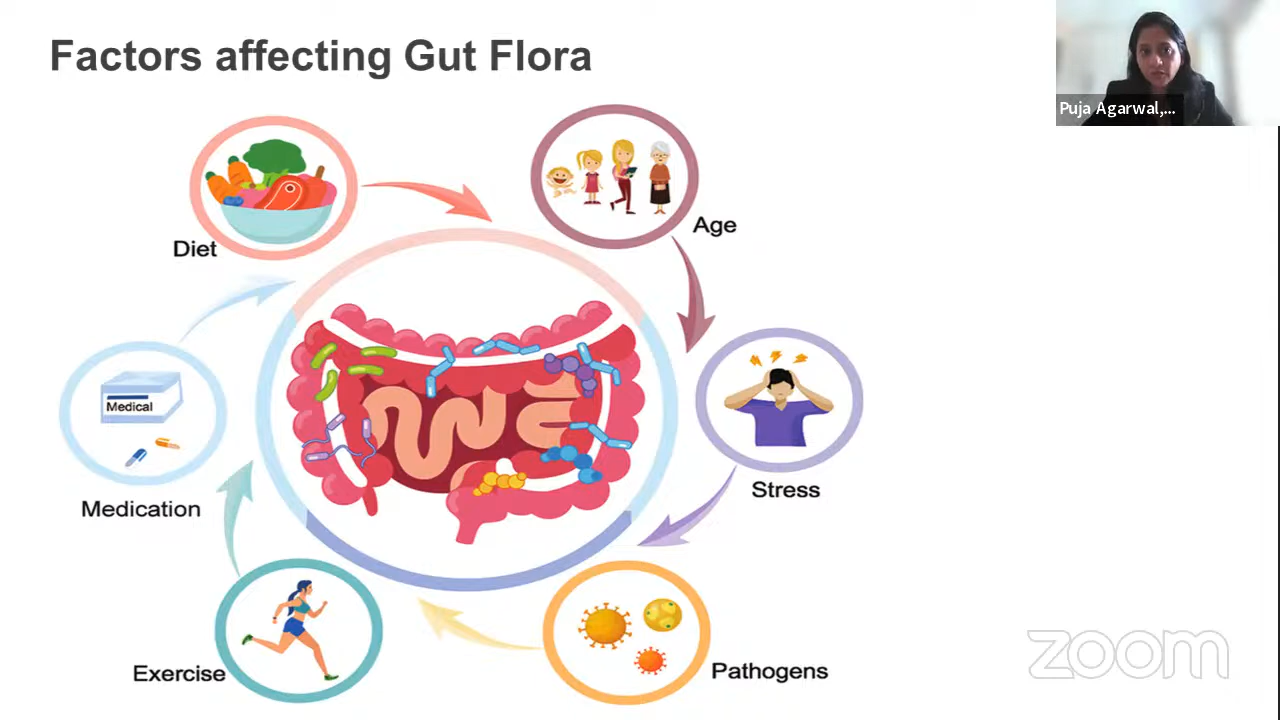 Factors affecting Gut Flora
Puja Agarwal,...
Diet
Age
Medical
Medication
Stress
Exercise
Pathogens
zoom